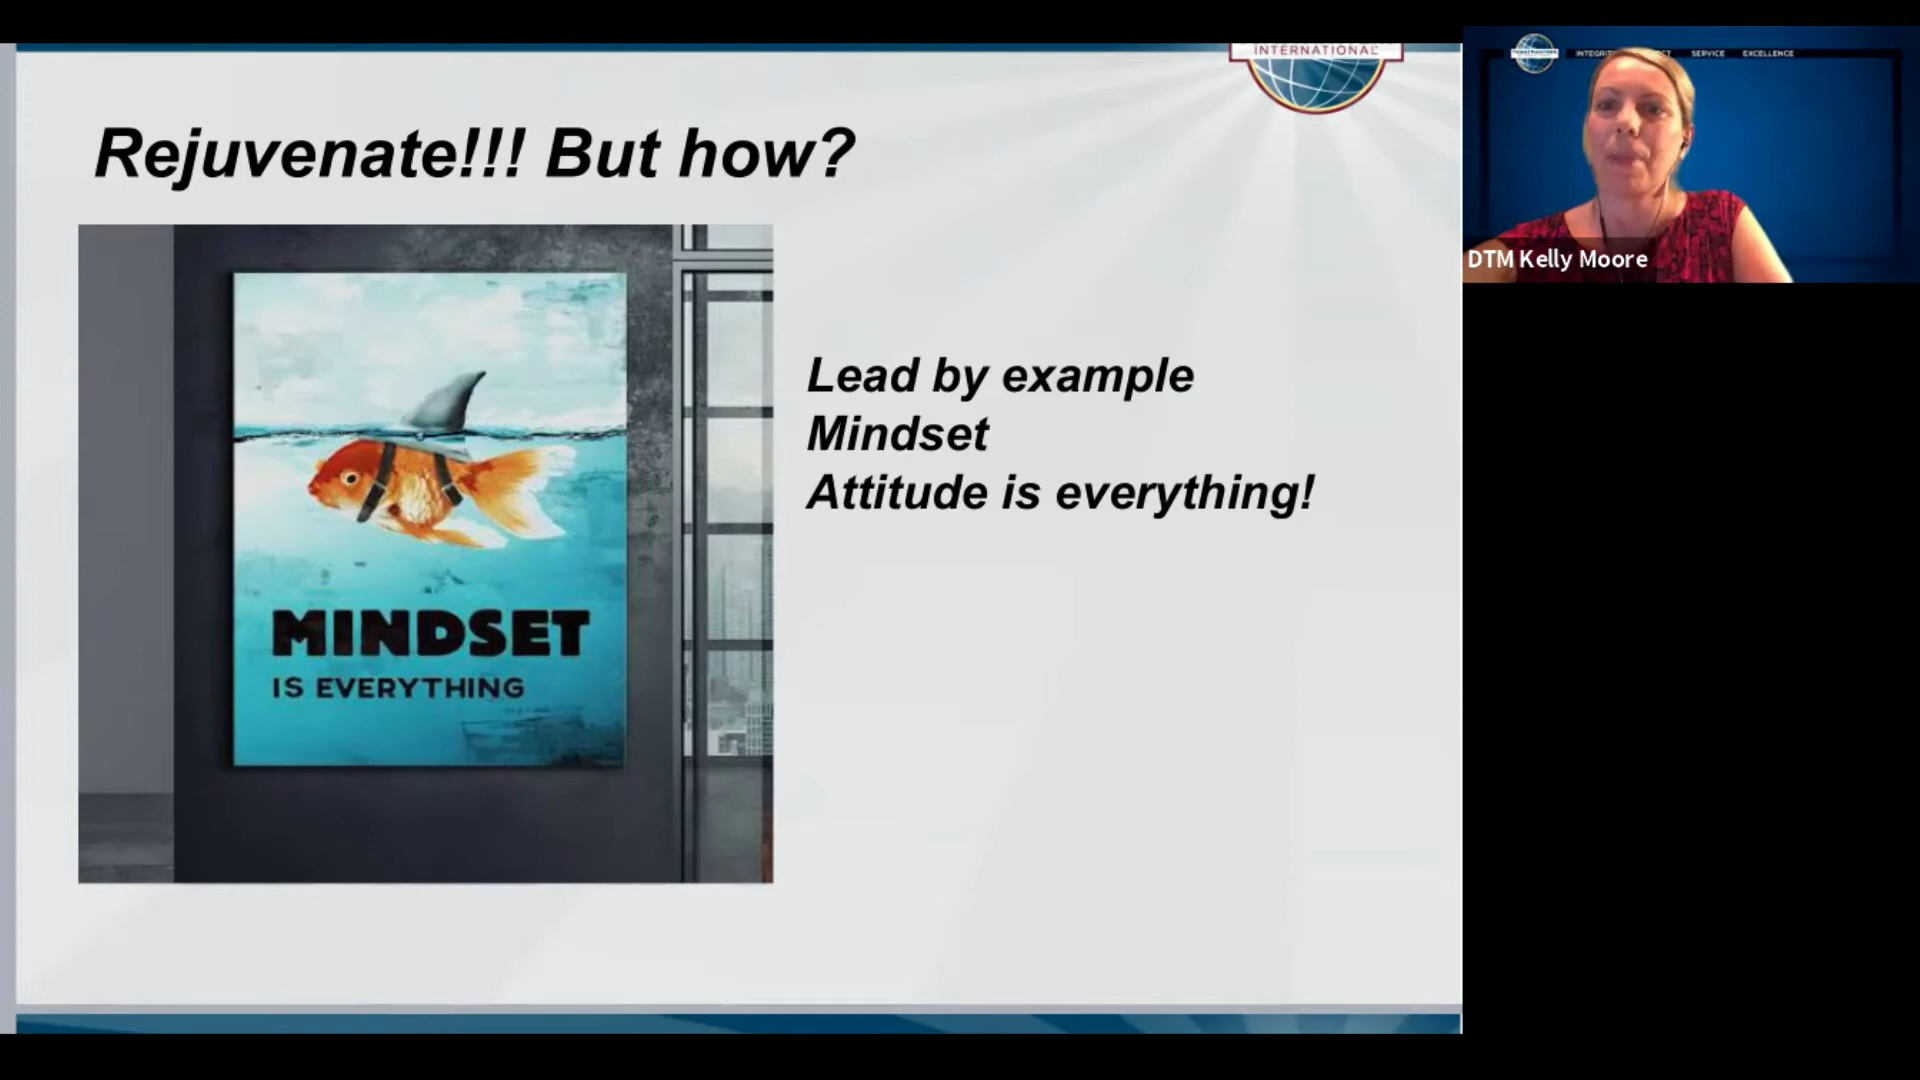 INTERNATIONAL
Rejuvenate!!! But how?
Lead by example
Mindset
Attitude is everything!
MINDSET
IS EVERYTHING
SERVICE EXCELLENCE
DTM Kelly Moore